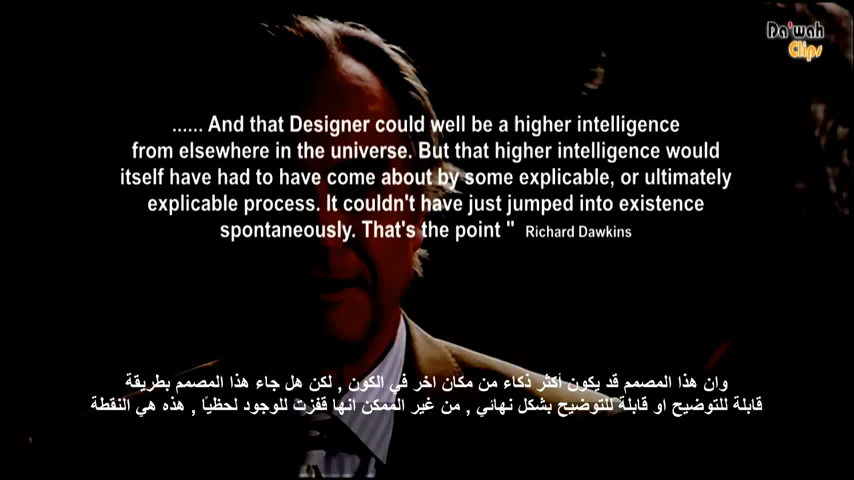 Da'wah
Clips
...... And that Designer could well be a higher intelligence
from elsewhere in the universe. But that higher intelligence would
itself have had to have come about by some explicable, or ultimately
explicable process. It couldn't have just jumped into existence
spontaneously. That's the point " Richard Dawkins
وان هذا المصمم قد يكون أكثر ذكاء من مكان اخر في الكون , لكن هل جاء هذا المصمم بطريقة
قابلة للتوضيح او قابلة للتوضيح بشكل نهائي , من غير الممكن انها قفزت للوجود لحظيًا , هذه هي النقطة